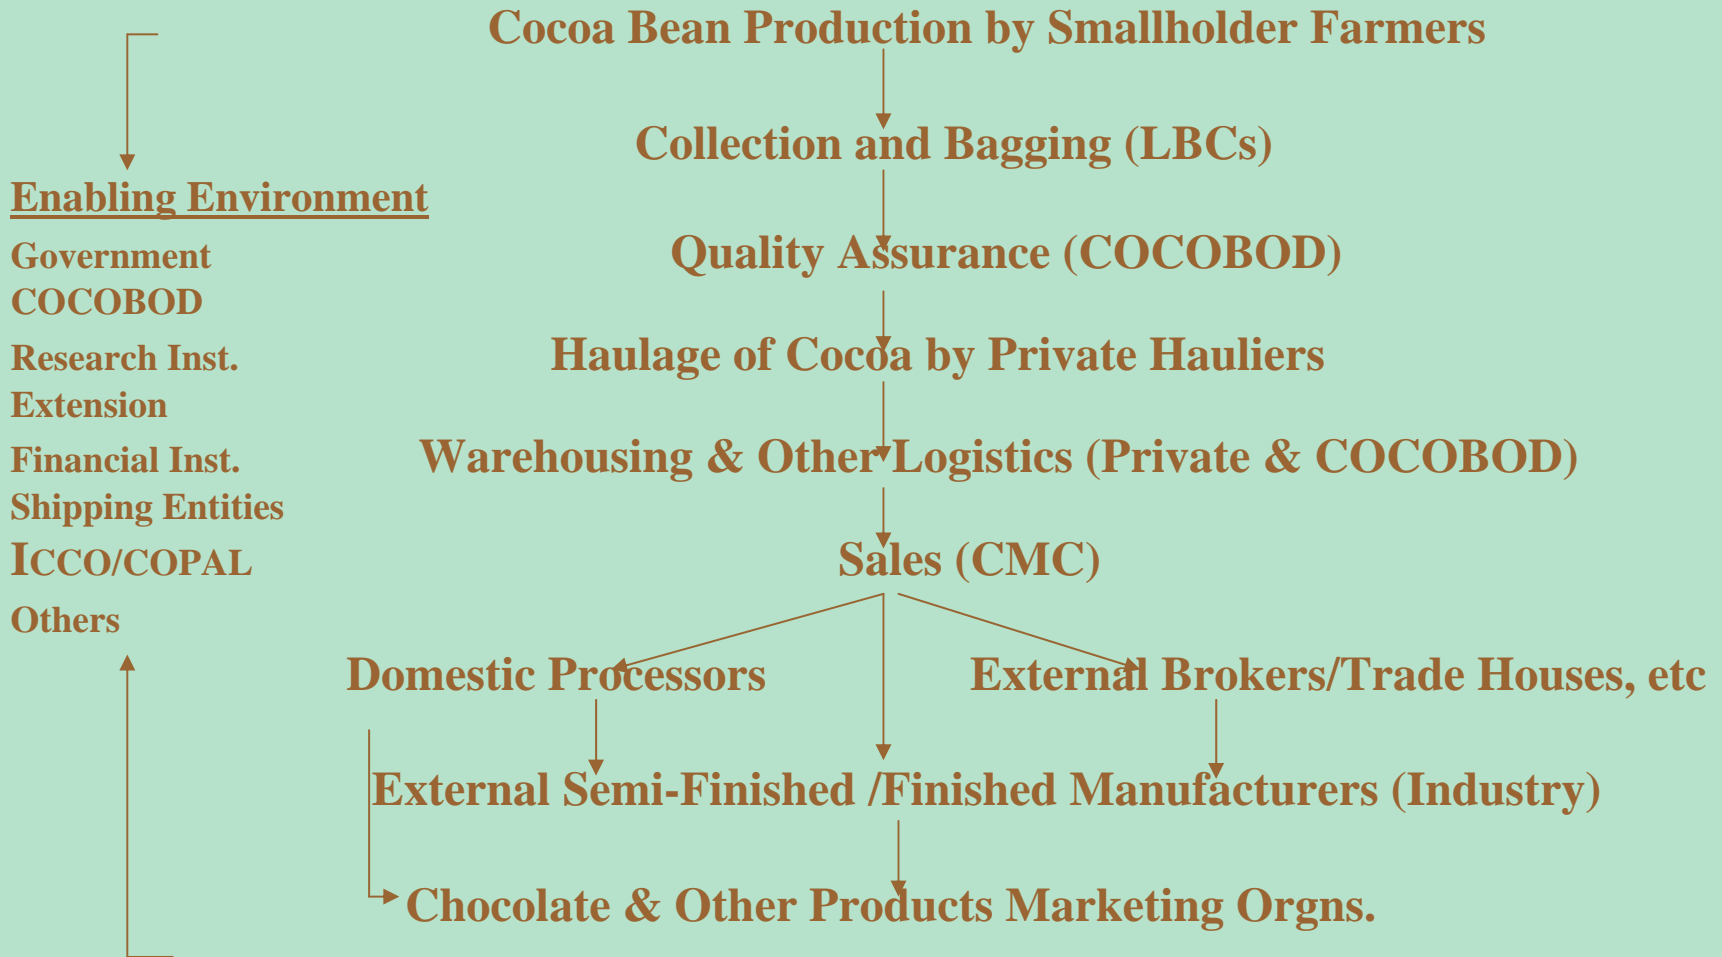 Cocoa Bean Production by Smallholder Farmers
Collection and Bagging (LBCs)
Quality Assurance (COCOBOD)
Haulage of Cocoa by Private Hauliers
Warehousing & Other Logistics (Private & COCOBOD)
Sales (CMC)
Domestic Processors
External Brokers/Trade Houses, etc
External Semi-Finished /Finished Manufacturers (Industry)
Chocolate & Other Products Marketing Orgns.
Enabling Environment
Government
COCOBOD
Research Inst.
Extension
Financial Inst.
Shipping Entities
ICCO/COPAL
Others